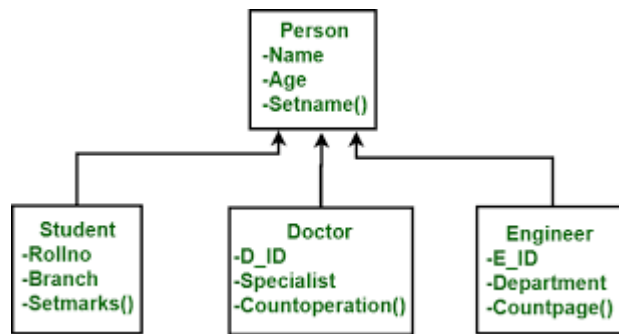 Person
-Name
-Age
-Setname()
Student
-Rollno
-Branch
-Setmarks()
Doctor
-D_ID
-Specialist
-Countoperation()
Engineer
-E_ID
-Department
-Countpage()